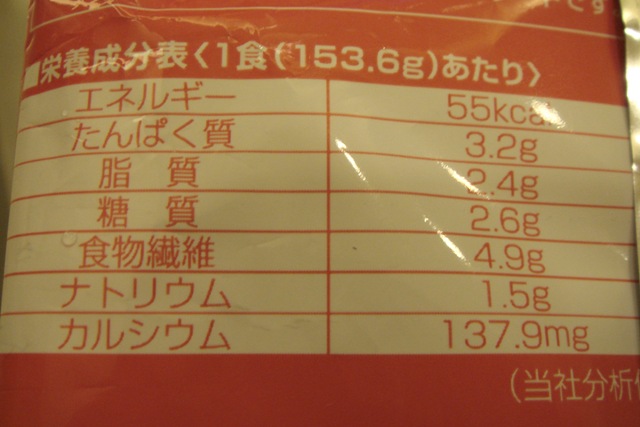 です
■栄養成分表〈1食(153.6g)あたり〉
エネルギー 55kcal
たんぱく質 3.2g
脂 質 2.4g
糖 質 2.6g
食物繊維 4.9g
ナトリウム 1.5g
カルシウム 137.9mg
(当社分析